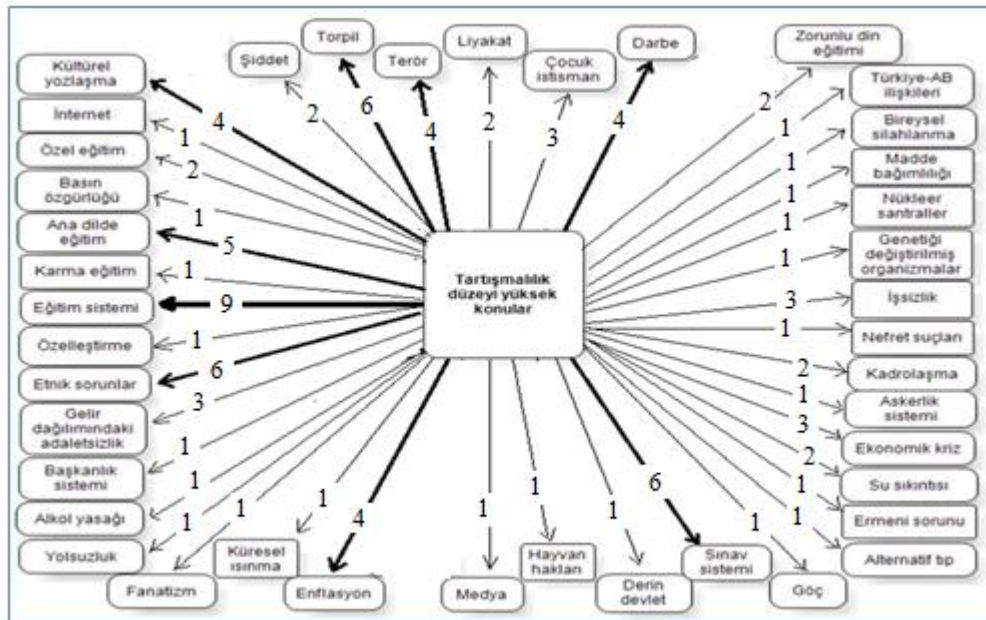 Torpil
Liyakat
Zorunlu din
eğitimi
Şiddet
Terör
Çocuk
istismarı
Darbe
Kültürel
yozlaşma
Türkiye-AB
ilişkileri
İnternet
Bireysel
silahlanma
Özel eğitim
Madde
bağımlılığı
Basın
özgürlüğü
Nükleer
santraller
Ana dilde
eğitim
Genetiği
değiştirilmiş
organizmalar
Karma eğitim
Tartışmalılık
düzeyi yüksek
konular
İşsizlik
Eğitim sistemi
Nefret suçları
Özelleştirme
Kadrolaşma
Etnik sorunlar
Askerlik
sistemi
Gelir
dağılımındaki
adaletsizlik
Ekonomik kriz
Başkanlık
sistemi
Su sıkıntısı
Alkol yasağı
Ermeni sorunu
Yolsuzluk
Alternatif tıp
Fanatizm
Küresel
ısınma
Enflasyon
Medya
Hayvan
hakları
Derin
devlet
Sınav
sistemi
Göç
4
1
2
1
5
1
9
1
6
3
1
1
1
1
1
4
1
1
1
6
1
2
6
4
2
3
4
2
1
1
1
1
1
3
1
2
1
3
2
1
1